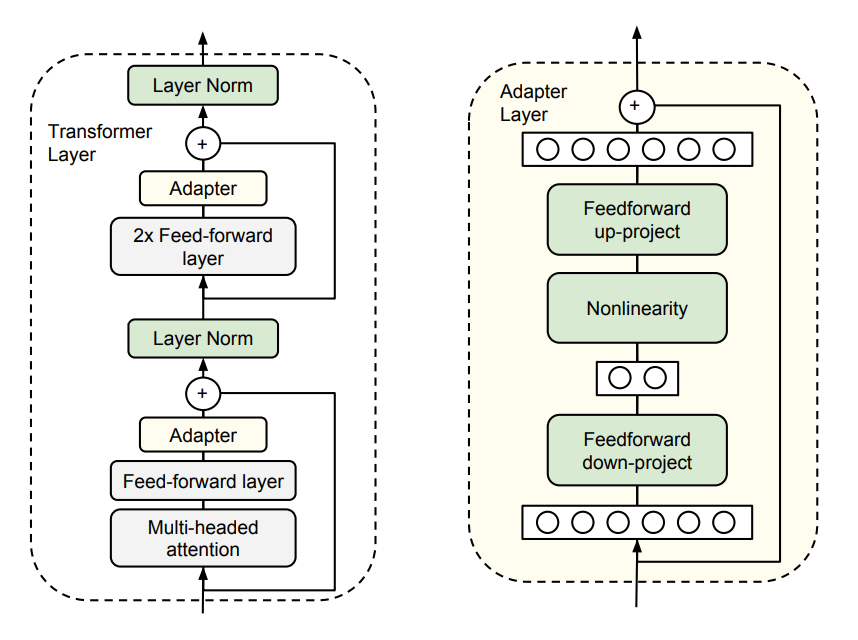 Layer Norm
Transformer
Layer
+
Adapter
2x Feed-forward
layer
Layer Norm
+
Adapter
Feed-forward layer
Multi-headed
attention
Adapter
Layer
+
Feedforward
up-project
Nonlinearity
Feedforward
down-project